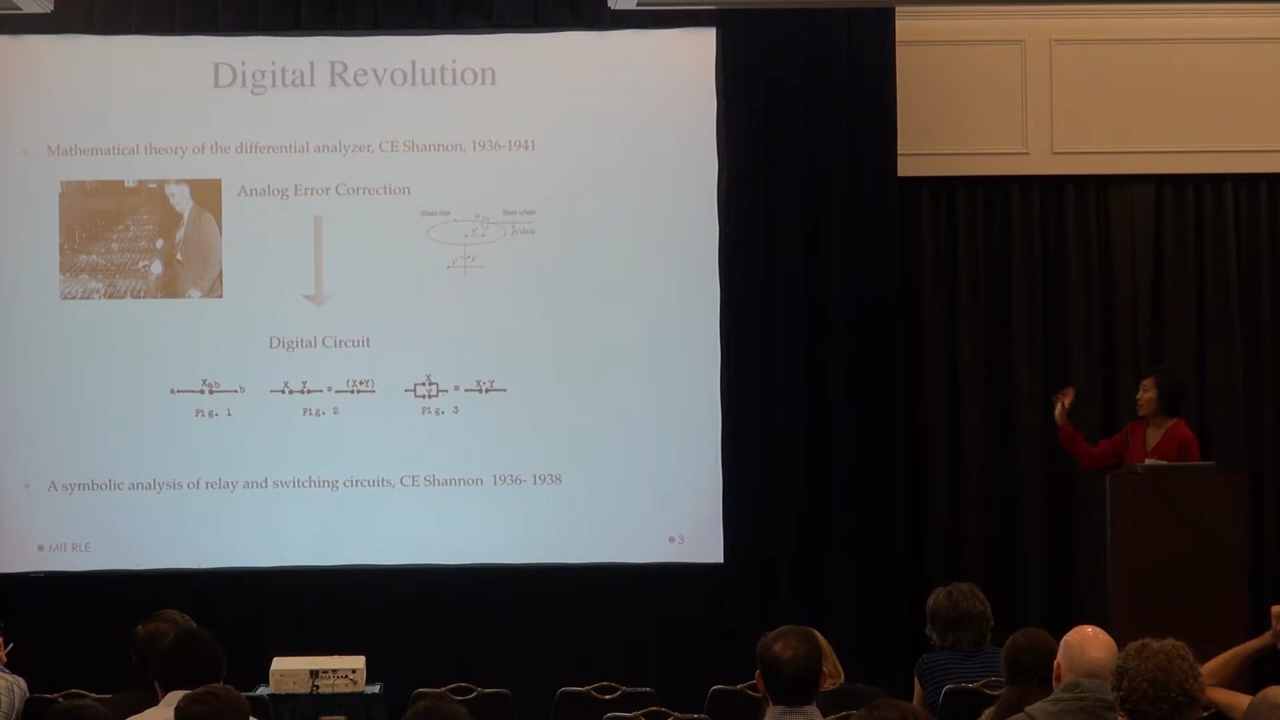 Digital Revolution
Mathematical theory of the differential analyzer, CE Shannon, 1936-1941
Analog Error Correction
Digital Circuit
a X ab b
X Y = (X+Y)
X Y = X·Y
Fig. 1
Fig. 2
Fig. 3
A symbolic analysis of relay and switching circuits, CE Shannon 1936- 1938
MIT RLE
3